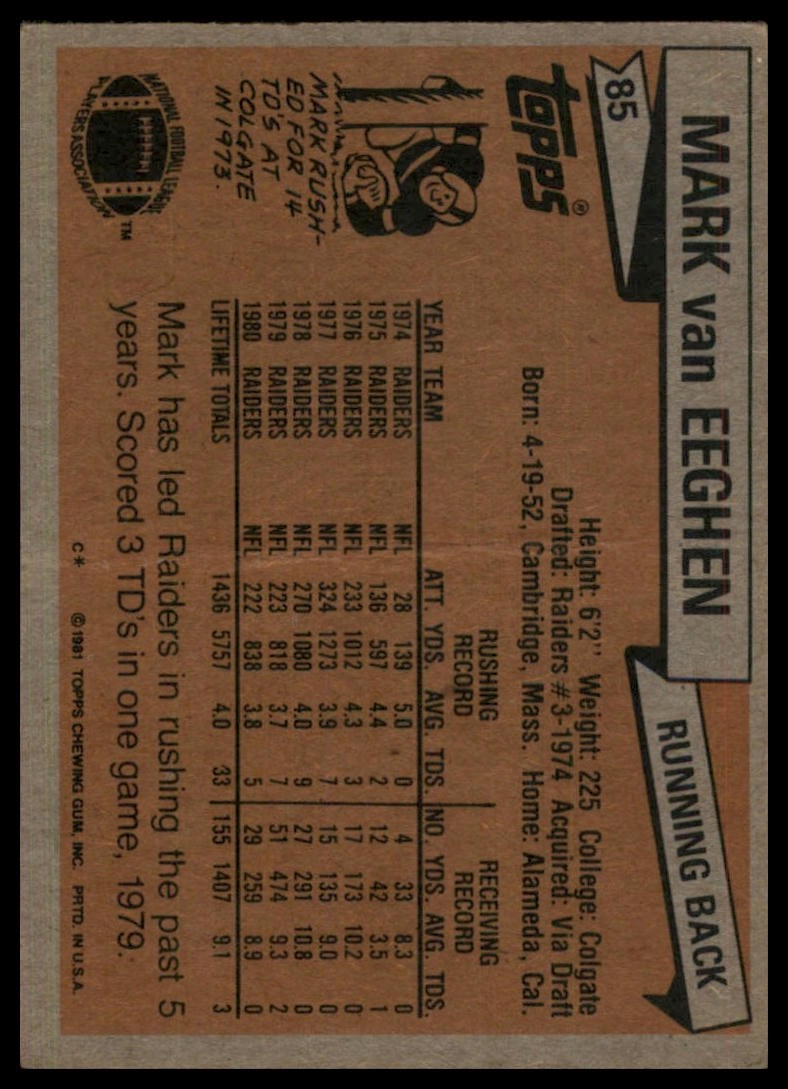 85
MARK van EEGHEN
RUNNING BACK
TOPPS®
Height: 6'2" Weight: 225 College: Colgate
Drafted: Raiders #3-1974 Acquired: Via Draft
Born: 4-19-52, Cambridge, Mass. Home: Alameda, Cal.
RUSHING RECORD RECEIVING RECORD
YEAR TEAM ATT. YDS. AVG. TDS. NO. YDS. AVG. TDS.
1974 RAIDERS NFL 28 139 5.0 0 4 33 8.3 0
1975 RAIDERS NFL 136 597 4.4 2 12 42 3.5 1
1976 RAIDERS NFL 233 1012 4.3 3 17 173 10.2 0
1977 RAIDERS NFL 324 1273 3.9 7 15 135 9.0 0
1978 RAIDERS NFL 270 1080 4.0 9 27 291 10.8 0
1979 RAIDERS NFL 223 818 3.7 7 51 474 9.3 2
1980 RAIDERS NFL 222 838 3.8 5 29 259 8.9 0
LIFETIME TOTALS 1436 5757 4.0 33 155 1407 9.1 3
MARK RUSH-
ED FOR 14
TD'S AT
COLGATE
IN 1973.
Mark has led Raiders in rushing the past 5
years. Scored 3 TD's in one game, 1979.
NATIONAL FOOTBALL LEAGUE
PLAYERS ASSOCIATION
TM
C* ©1981 TOPPS CHEWING GUM, INC. PRTD. IN U.S.A.